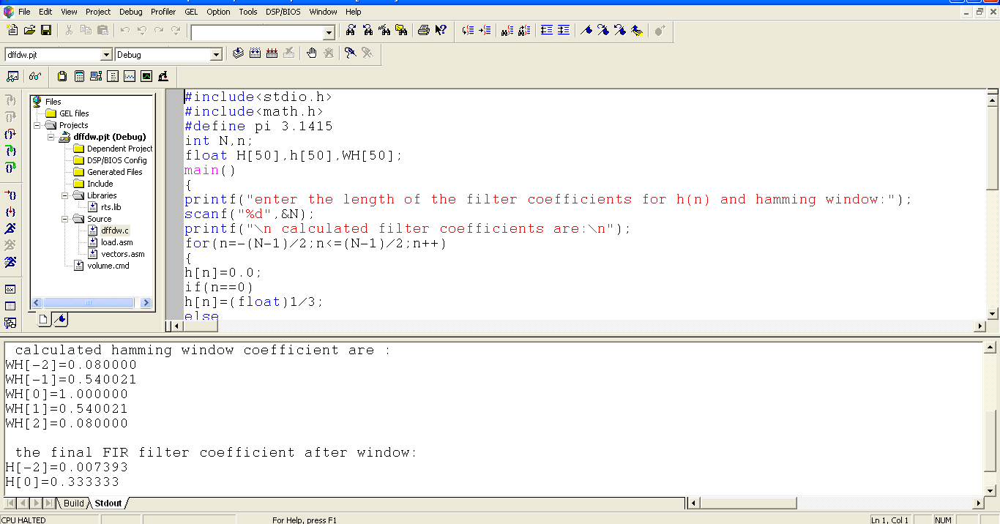 File Edit View Project Debug Profiler GEL Option Tools DSP/BIOS Window Help
dffdw.pjt Debug
Files
GEL files
Projects
dffdw.pjt (Debug)
Dependent Project
DSP/BIOS Config
Generated Files
Include
Libraries
rts.lib
Source
dffdw.c
load.asm
vectors.asm
volume.cmd
#include<stdio.h>
#include<math.h>
#define pi 3.1415
int N,n;
float H[50],h[50],WH[50];
main()
{
printf("enter the length of the filter coefficients for h(n) and hamming window:");
scanf("%d",&N);
printf("\n calculated filter coefficients are:\n");
for(n=-(N-1)/2;n<=(N-1)/2;n++)
{
h[n]=0.0;
if(n==0)
h[n]=(float)1/3;
else
calculated hamming window coefficient are :
WH[-2]=0.080000
WH[-1]=0.540021
WH[0]=1.000000
WH[1]=0.540021
WH[2]=0.080000
the final FIR filter coefficient after window:
H[-2]=0.007393
H[0]=0.333333
Build Stdout
CPU HALTED For Help, press F1 Ln 1, Col 1 NUM